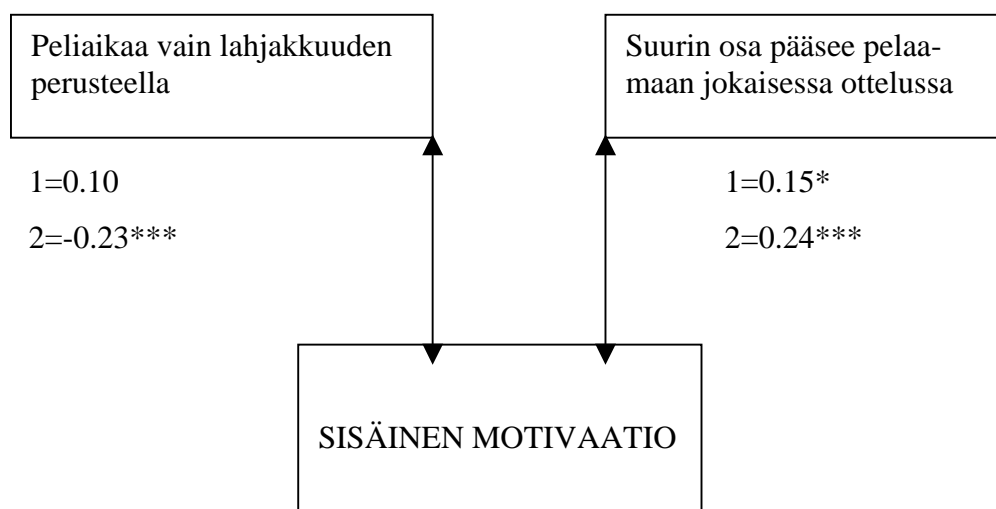 Peliaikaa vain lahjakkuuden
perusteella
Suurin osa pääsee pelaa-
maan jokaisessa ottelussa
1=0.10
2=-0.23***
1=0.15*
2=0.24***
SISÄINEN MOTIVAATIO